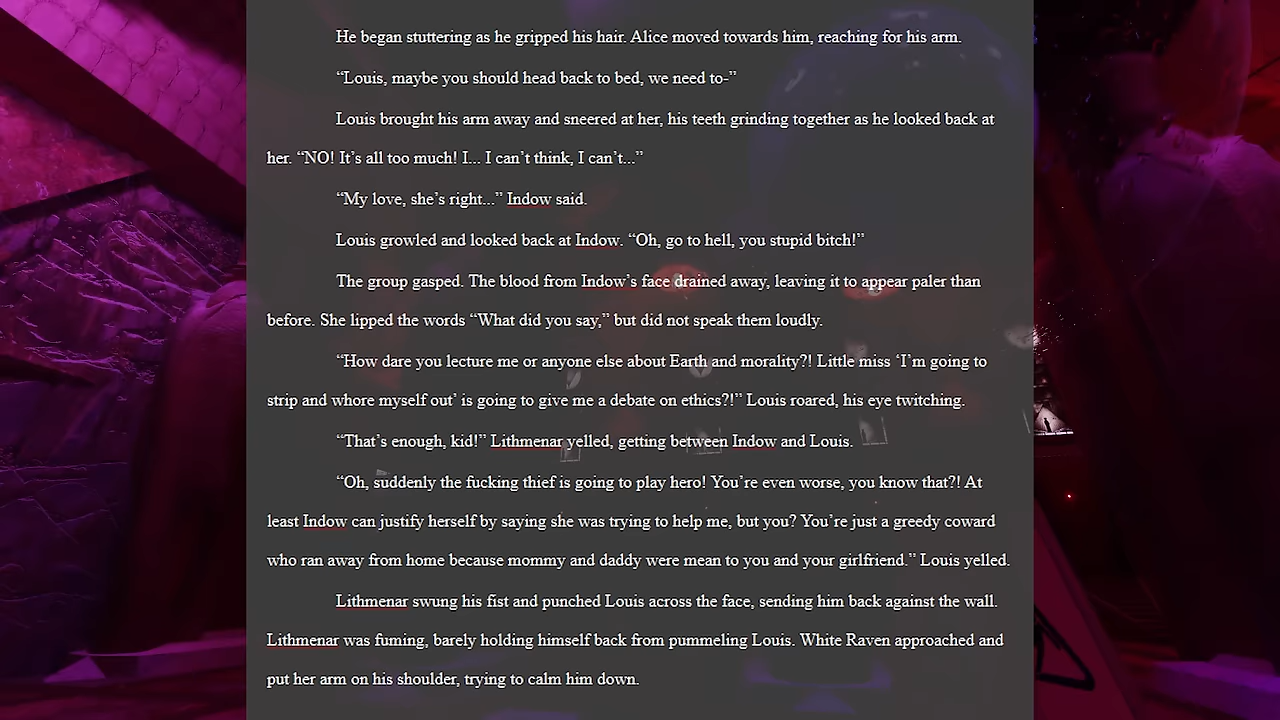 He began stuttering as he gripped his hair. Alice moved towards him, reaching for his arm.
“Louis, maybe you should head back to bed, we need to-”
Louis brought his arm away and sneered at her, his teeth grinding together as he looked back at
her. “NO! It’s all too much! I... I can’t think, I can’t...”
“My love, she’s right...” Indow said.
Louis growled and looked back at Indow. “Oh, go to hell, you stupid bitch!”
The group gasped. The blood from Indow’s face drained away, leaving it to appear paler than
before. She lipped the words “What did you say,” but did not speak them loudly.
“How dare you lecture me or anyone else about Earth and morality?! Little miss ‘I’m going to
strip and whore myself out’ is going to give me a debate on ethics?!” Louis roared, his eye twitching.
“That’s enough, kid!” Lithmenar yelled, getting between Indow and Louis.
“Oh, suddenly the fucking thief is going to play hero! You’re even worse, you know that?! At
least Indow can justify herself by saying she was trying to help me, but you? You’re just a greedy coward
who ran away from home because mommy and daddy were mean to you and your girlfriend.” Louis yelled.
Lithmenar swung his fist and punched Louis across the face, sending him back against the wall.
Lithmenar was fuming, barely holding himself back from pummeling Louis. White Raven approached and
put her arm on his shoulder, trying to calm him down.